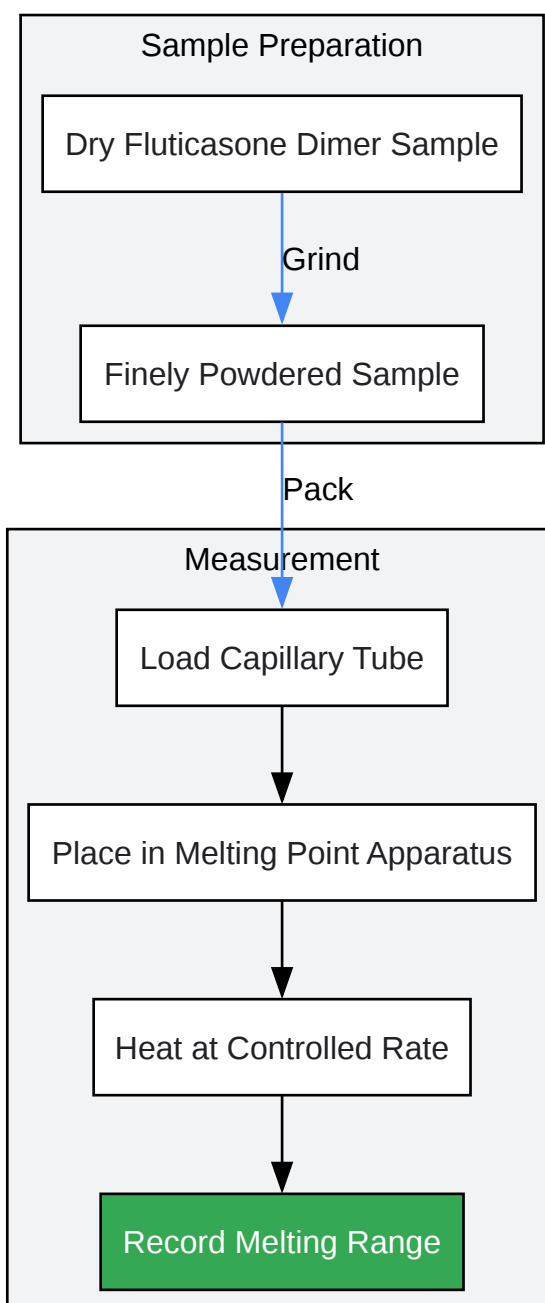 Sample Preparation
Dry Fluticasone Dimer Sample
Grind
Finely Powdered Sample
Pack
Measurement
Load Capillary Tube
Place in Melting Point Apparatus
Heat at Controlled Rate
Record Melting Range